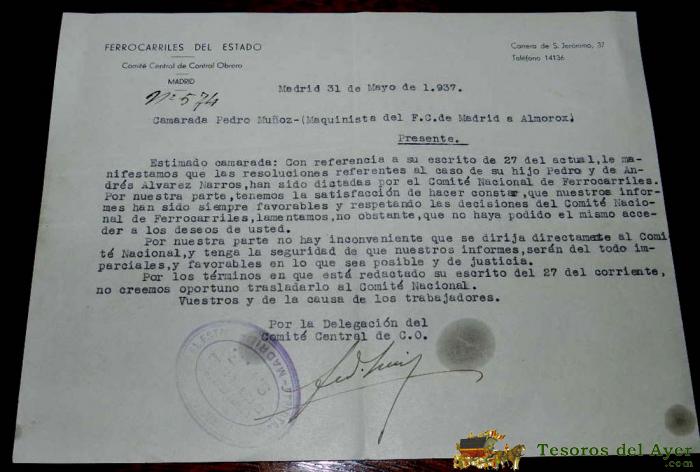 FERROCARRILES DEL ESTADO
Comité Central de Control Obrero
MADRID
Nº 574
Carrera de S. Jerónimo, 37
Teléfono 14136
Madrid 31 de Mayo de 1.937.
Camarada Pedro Muñoz-(Maquinista del F.C.de Madrid a Almorox)
Presente.
Estimado camarada: Con referencia a su escrito de 27 del actual,le ma-
nifestamos que las resoluciones referentes al caso de su hijo Pedro y de An-
drés Alvarez Narros,han sido dictadas por el Comité Nacional de Ferrocarriles.
Por nuestra parte,tenemos la satisfacción de hacer constar,que nuestros infor-
mes han sido siempre favorables y respetando las decisiones del Comité Nacio-
nal de Ferrocarriles,lamentamos,no obstante,que no haya podido el mismo acce-
der a los deseos de usted.
Por nuestra parte no hay inconveniente que se dirija directamente al Comi-
té Nacional,y tenga la seguridad de que nuestros informes,serán del todo im-
parciales,y favorables en lo que sea posible y de justicia.
Por los términos en que está redactado su escrito del 27 del corriente,
no creemos oportuno trasladarlo al Comité Nacional.
Vuestros y de la causa de los trabajadores.
Por la Delegación del
Comité Central de C.O.
MADRID
Tesoros del Ayer
.com